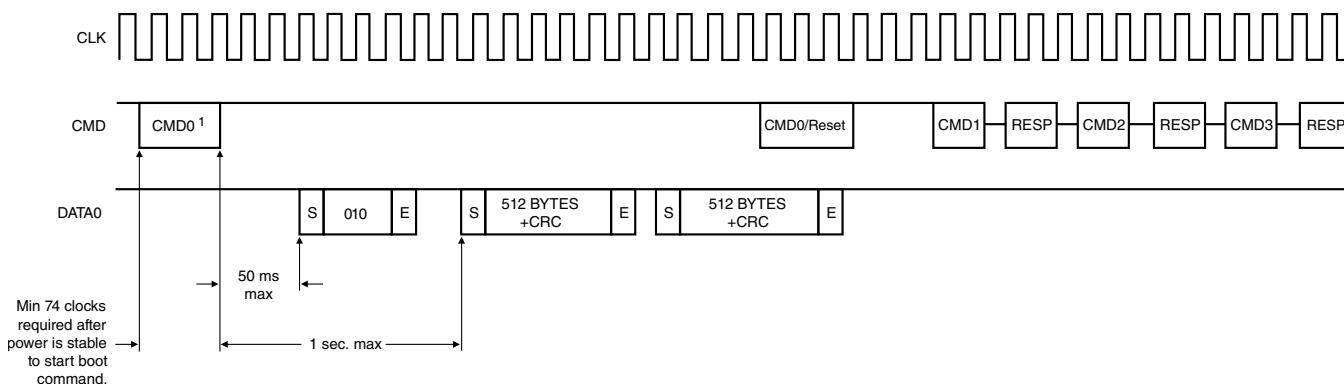 CLK
CMD
CMD0 1
CMD0/Reset
CMD1
RESP
CMD2
RESP
CMD3
RESP
DATA0
S
010
E
S
512 BYTES
+CRC
E
S
512 BYTES
+CRC
E
50 ms
max
Min 74 clocks
required after
power is stable
to start boot
command.
1 sec. max